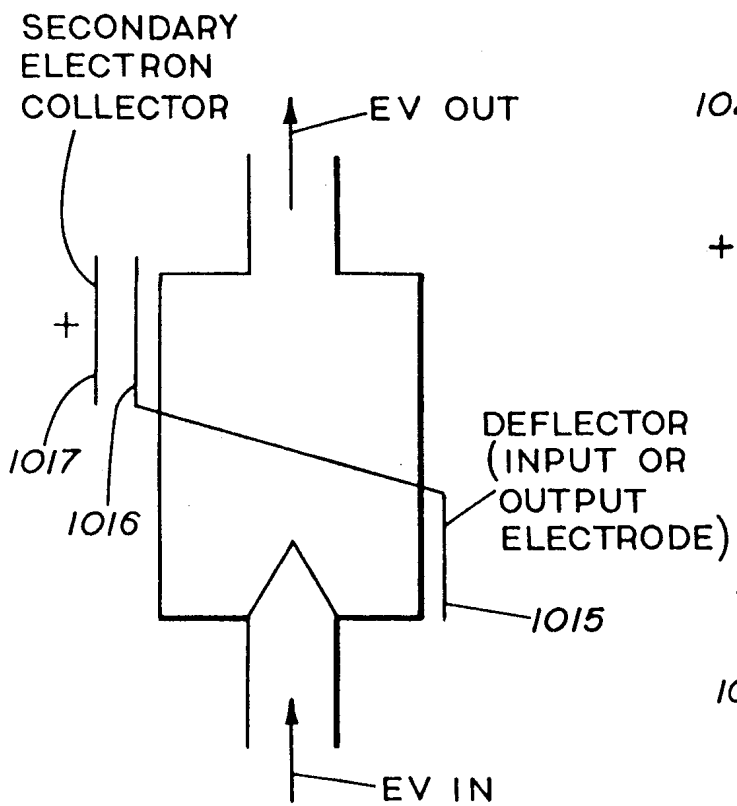 SECONDARY
ELECTRON
COLLECTOR
EV OUT
+
+
1017
1016
DEFLECTOR
(INPUT OR
OUTPUT
ELECTRODE)
1015
EV IN